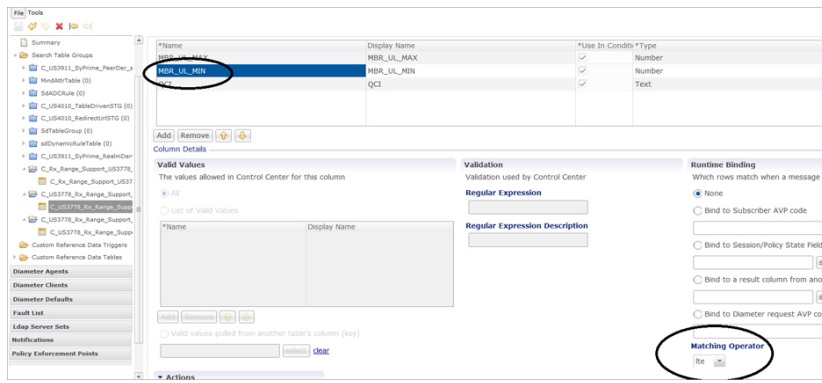 File Tools
Summary
Search Table Groups
C_US3911_SyPrime_PeerDer_s
MindAttrTable (0)
SdADCRule (0)
C_US4010_TableDrivenSTG (0)
C_US4010_RedirectUrlSTG (0)
SdTableGroup (0)
sdDynamicRuleTable (0)
C_US3911_SyPrime_RealmDer
C_Rx_Range_Support_US3778_
C_Rx_Range_Support_US37
C_US3778_Rx_Range_Support_
C_US3778_Rx_Range_Supp
C_US3778_Rx_Range_Support_
C_US3778_Rx_Range_Suppo
Custom Reference Data Triggers
Custom Reference Data Tables
Diameter Agents
Diameter Clients
Diameter Defaults
Fault List
Ldap Server Sets
Notifications
Policy Enforcement Points
*Name Display Name *Use In Conditi *Type
MBR_UL_MAX MBR_UL_MAX Number
MBR_UL_MIN MBR_UL_MIN Number
QCI QCI Text
Add Remove
Column Details
Valid Values
The values allowed in Control Center for this column
All
List of Valid Values
*Name Display Name
Add Remove
Valid values pulled from another table's column (key)
select clear
Actions
Validation
Validation used by Control Center
Regular Expression
Regular Expression Description
Runtime Binding
Which rows match when a message
None
Bind to Subscriber AVP code
Bind to Session/Policy State Field
Bind to a result column from ano
Bind to Diameter request AVP co
Matching Operator
lte